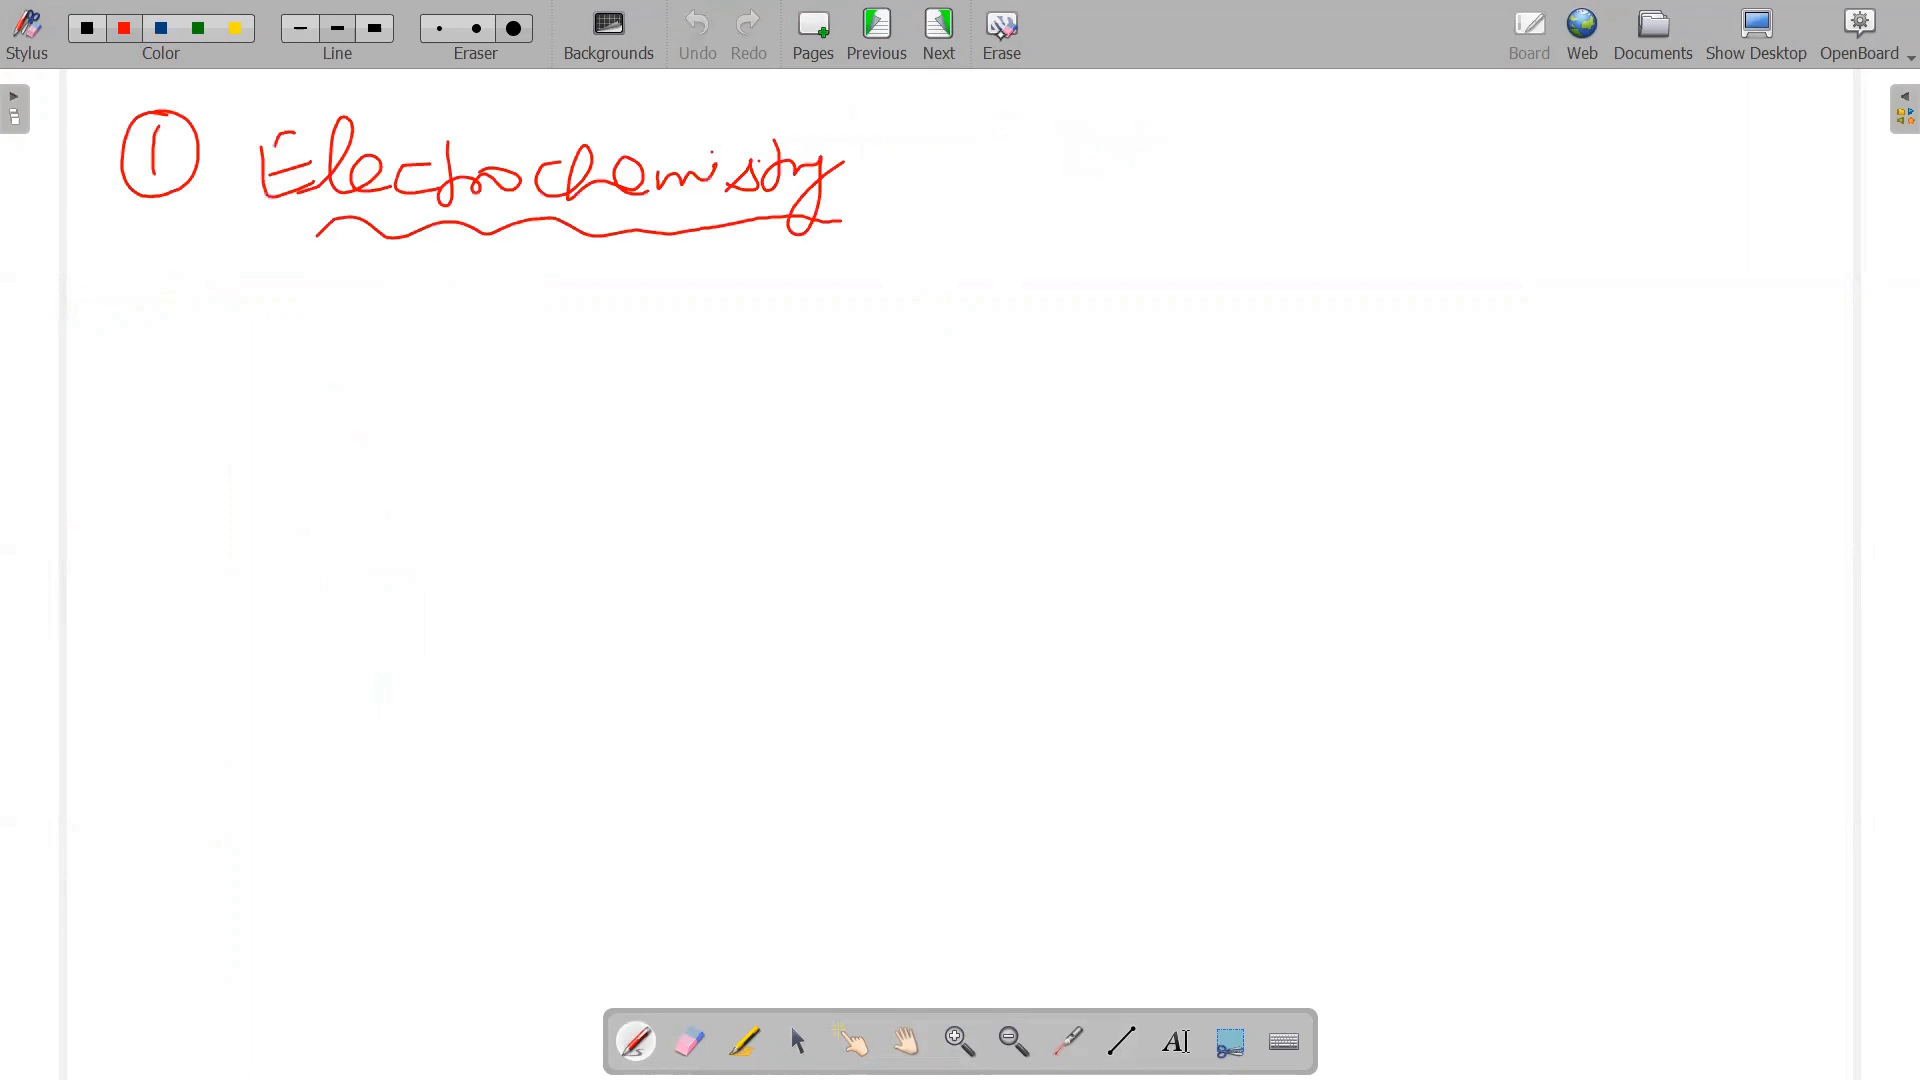 Stylus Color Line Eraser Backgrounds Undo Redo Pages Previous Next Erase Board Web Documents Show Desktop OpenBoard
① Electrochemistry